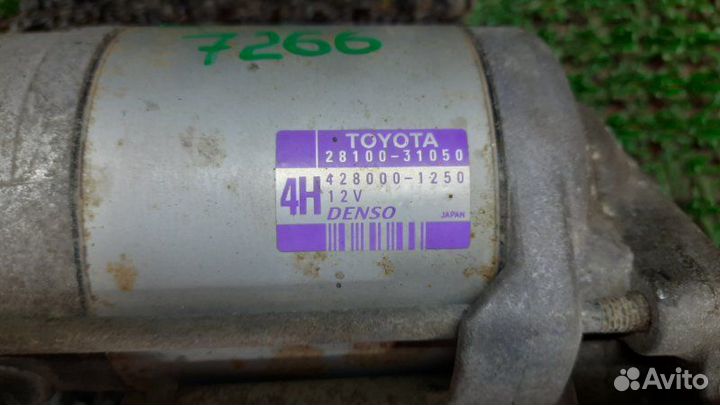 7266
TOYOTA
28100-31050
4H
428000-1250
12V
DENSO
JAPAN
Avito